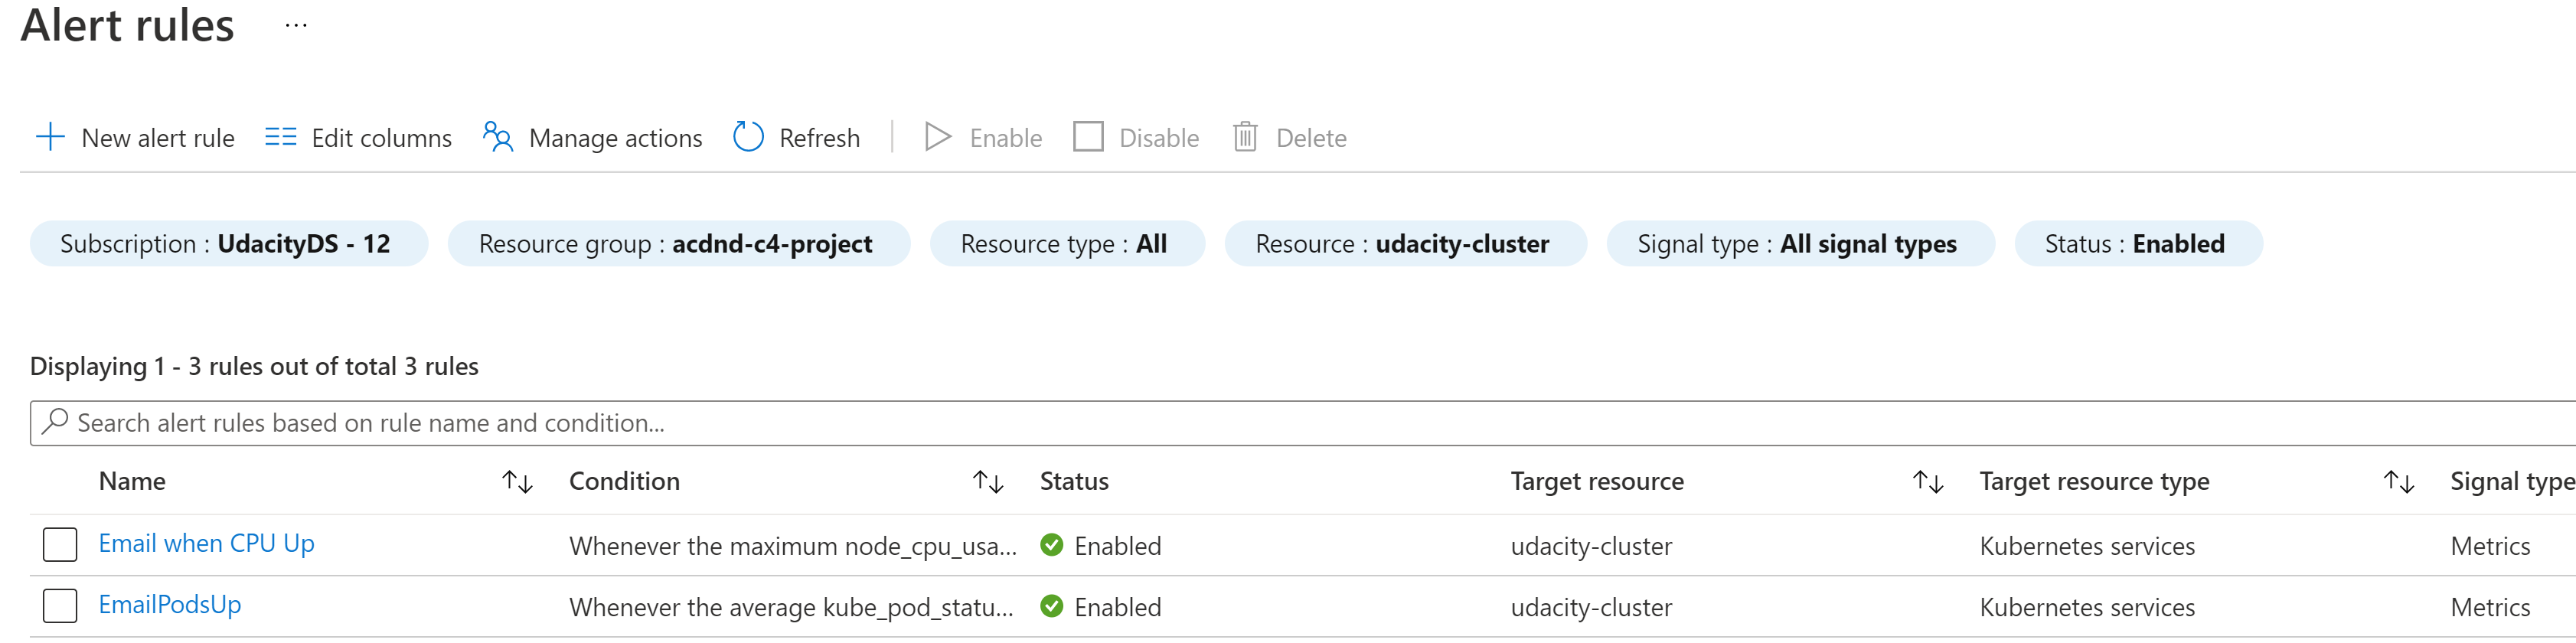 Alert rules ...
New alert rule Edit columns Manage actions Refresh Enable Disable Delete
Subscription : UdacityDS - 12 Resource group : acdnd-c4-project Resource type : All Resource : udacity-cluster Signal type : All signal types Status : Enabled
Displaying 1 - 3 rules out of total 3 rules
Search alert rules based on rule name and condition...
Name Condition Status Target resource Target resource type Signal type
Email when CPU Up Whenever the maximum node_cpu_usa... Enabled udacity-cluster Kubernetes services Metrics
EmailPodsUp Whenever the average kube_pod_statu... Enabled udacity-cluster Kubernetes services Metrics